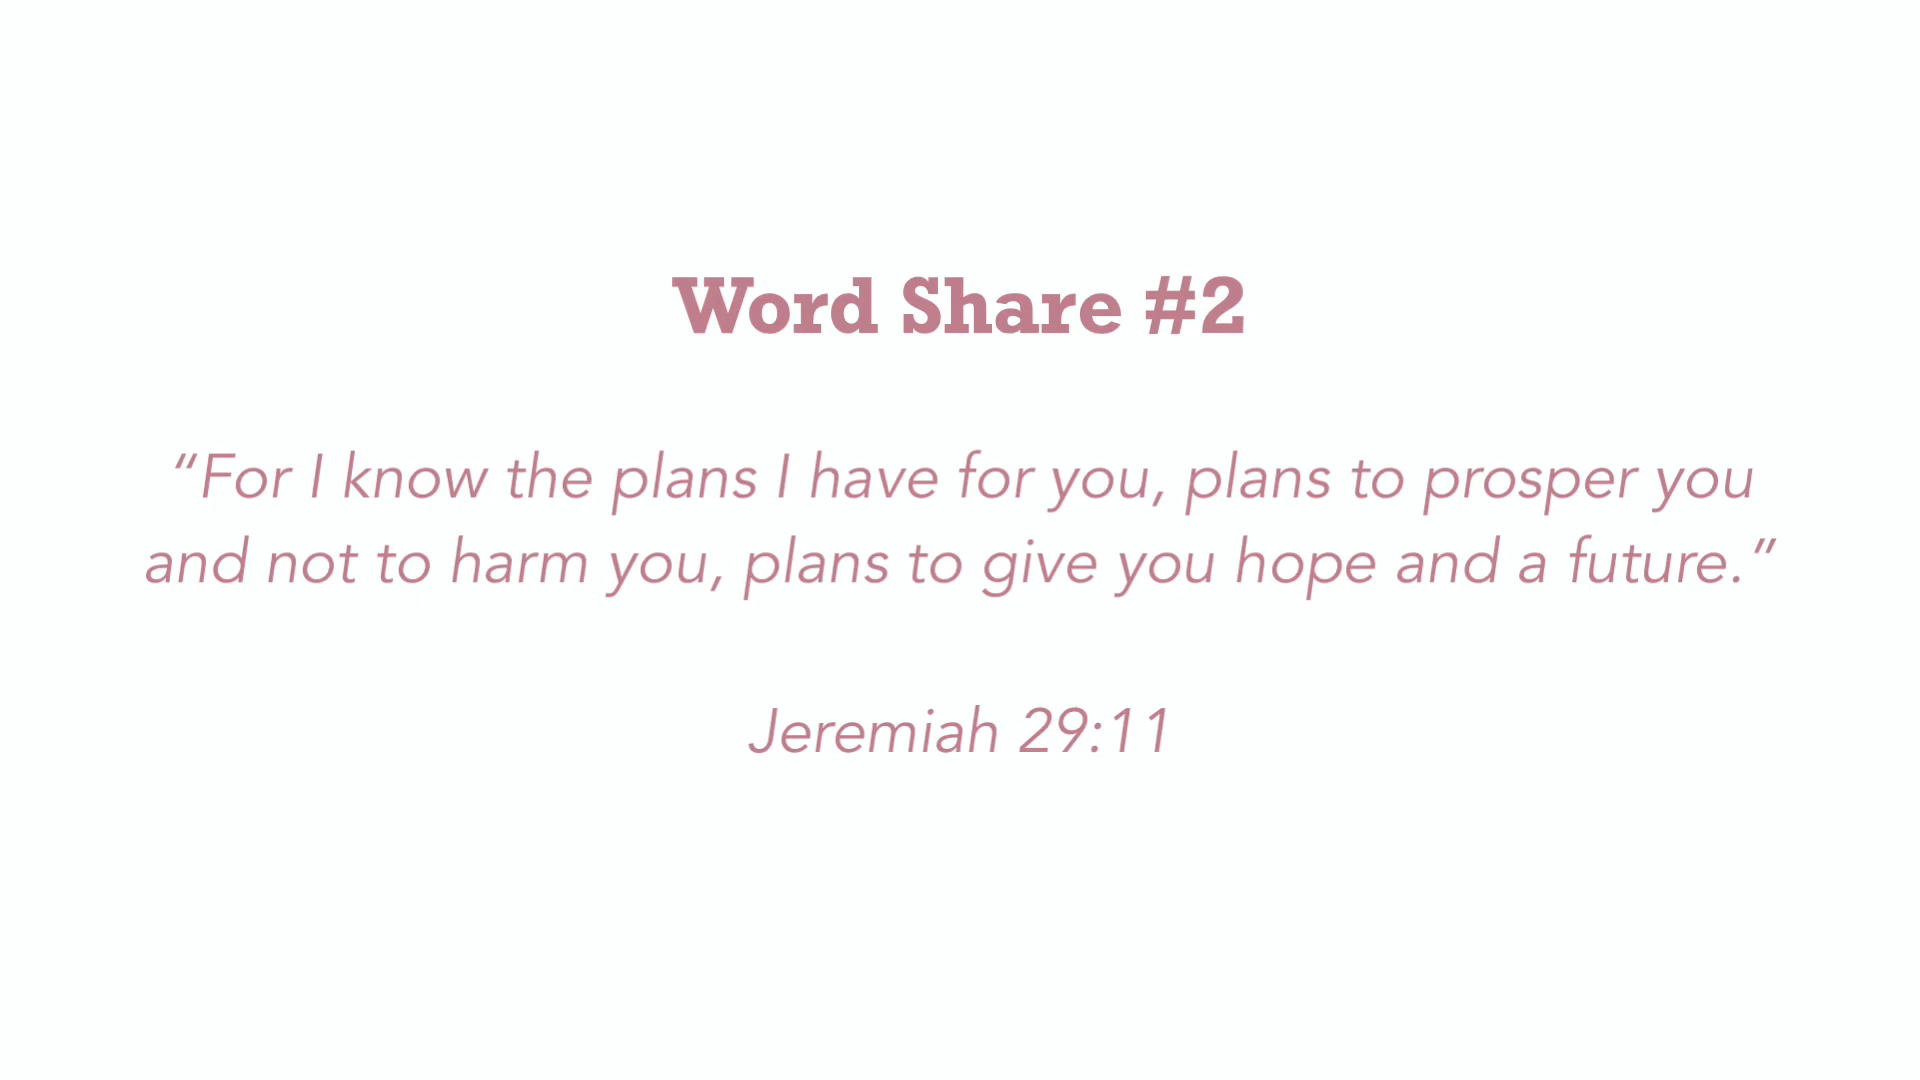 Word Share #2
“For I know the plans I have for you, plans to prosper you
and not to harm you, plans to give you hope and a future.”
Jeremiah 29:11